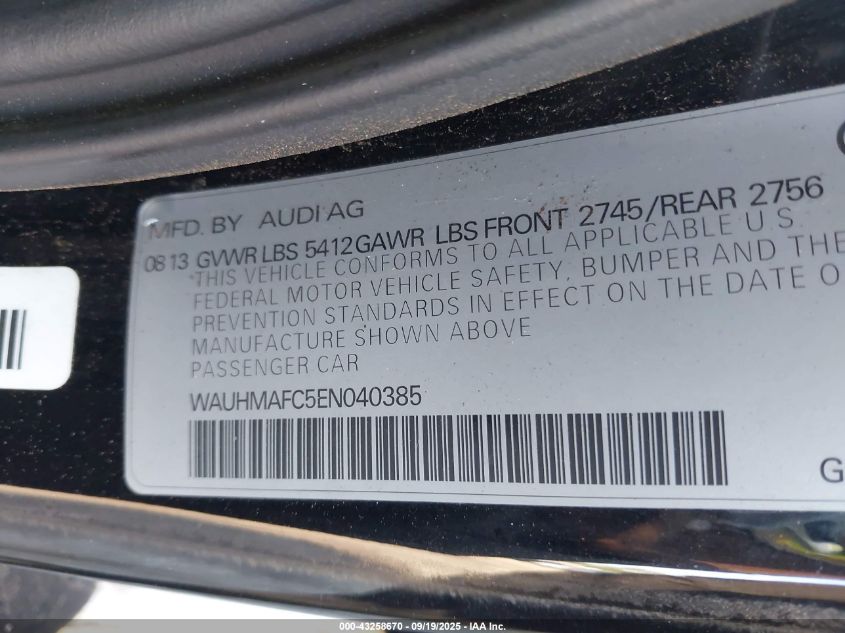 MFD. BY AUDI AG
08 13 GVWR LBS 5412 GAWR LBS FRONT 2745/REAR 2756
*THIS VEHICLE CONFORMS TO ALL APPLICABLE U.S.
FEDERAL MOTOR VEHICLE SAFETY, BUMPER AND THE
PREVENTION STANDARDS IN EFFECT ON THE DATE O
MANUFACTURE SHOWN ABOVE
PASSENGER CAR
WAUHMAFC5EN040385
G
000-43258670 - 09/19/2025 - IAA Inc.